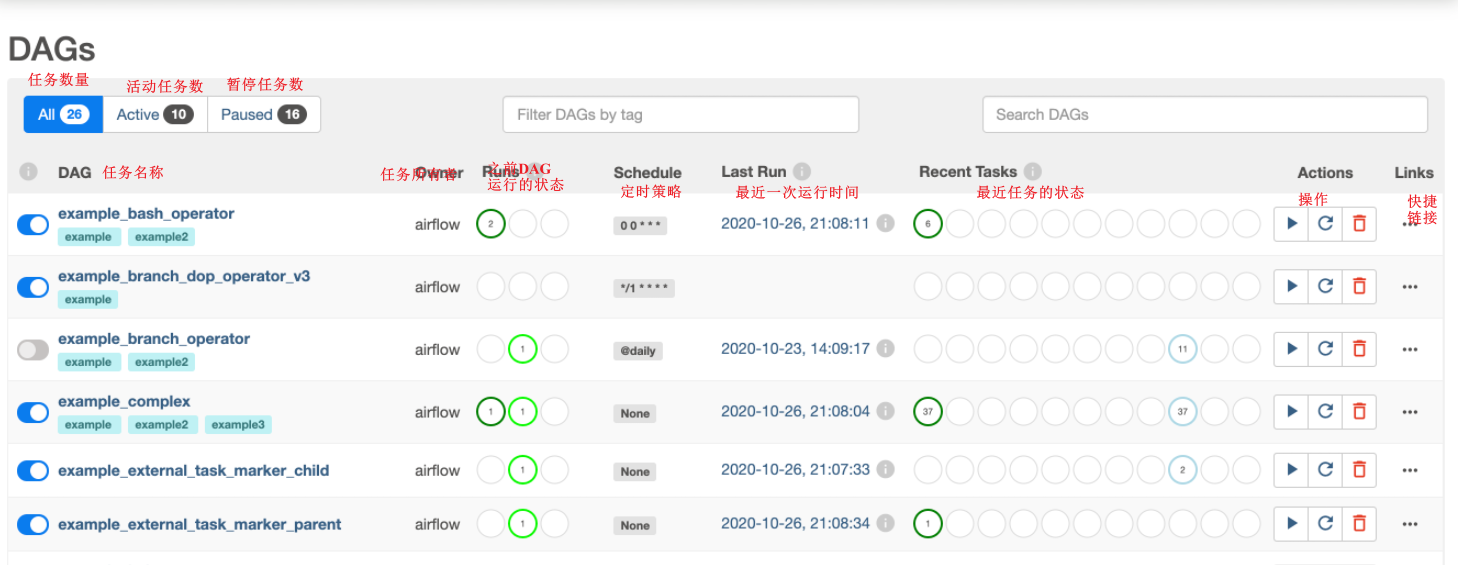 DAGs
任务数量 活动任务数 暂停任务数
All 26 Active 10 Paused 16 Filter DAGs by tag Search DAGs
DAG 任务名称 Owner 任务所有者 Runs 之前DAG Schedule Last Run Recent Tasks Actions Links
运行的状态 定时策略 最近一次运行时间 最近任务的状态 操作 快捷
链接
example_bash_operator
airflow 2 0 0 * * * 2020-10-26, 21:08:11 6
example example2
example_branch_dop_operator_v3
airflow */1 * * * *
example
example_branch_operator
airflow 1 @daily 2020-10-23, 14:09:17 11
example example2
example_complex
airflow 1 1 None 2020-10-26, 21:08:04 37 37
example example2 example3
example_external_task_marker_child airflow 1 None 2020-10-26, 21:07:33 2
example_external_task_marker_parent airflow 1 None 2020-10-26, 21:08:34 1